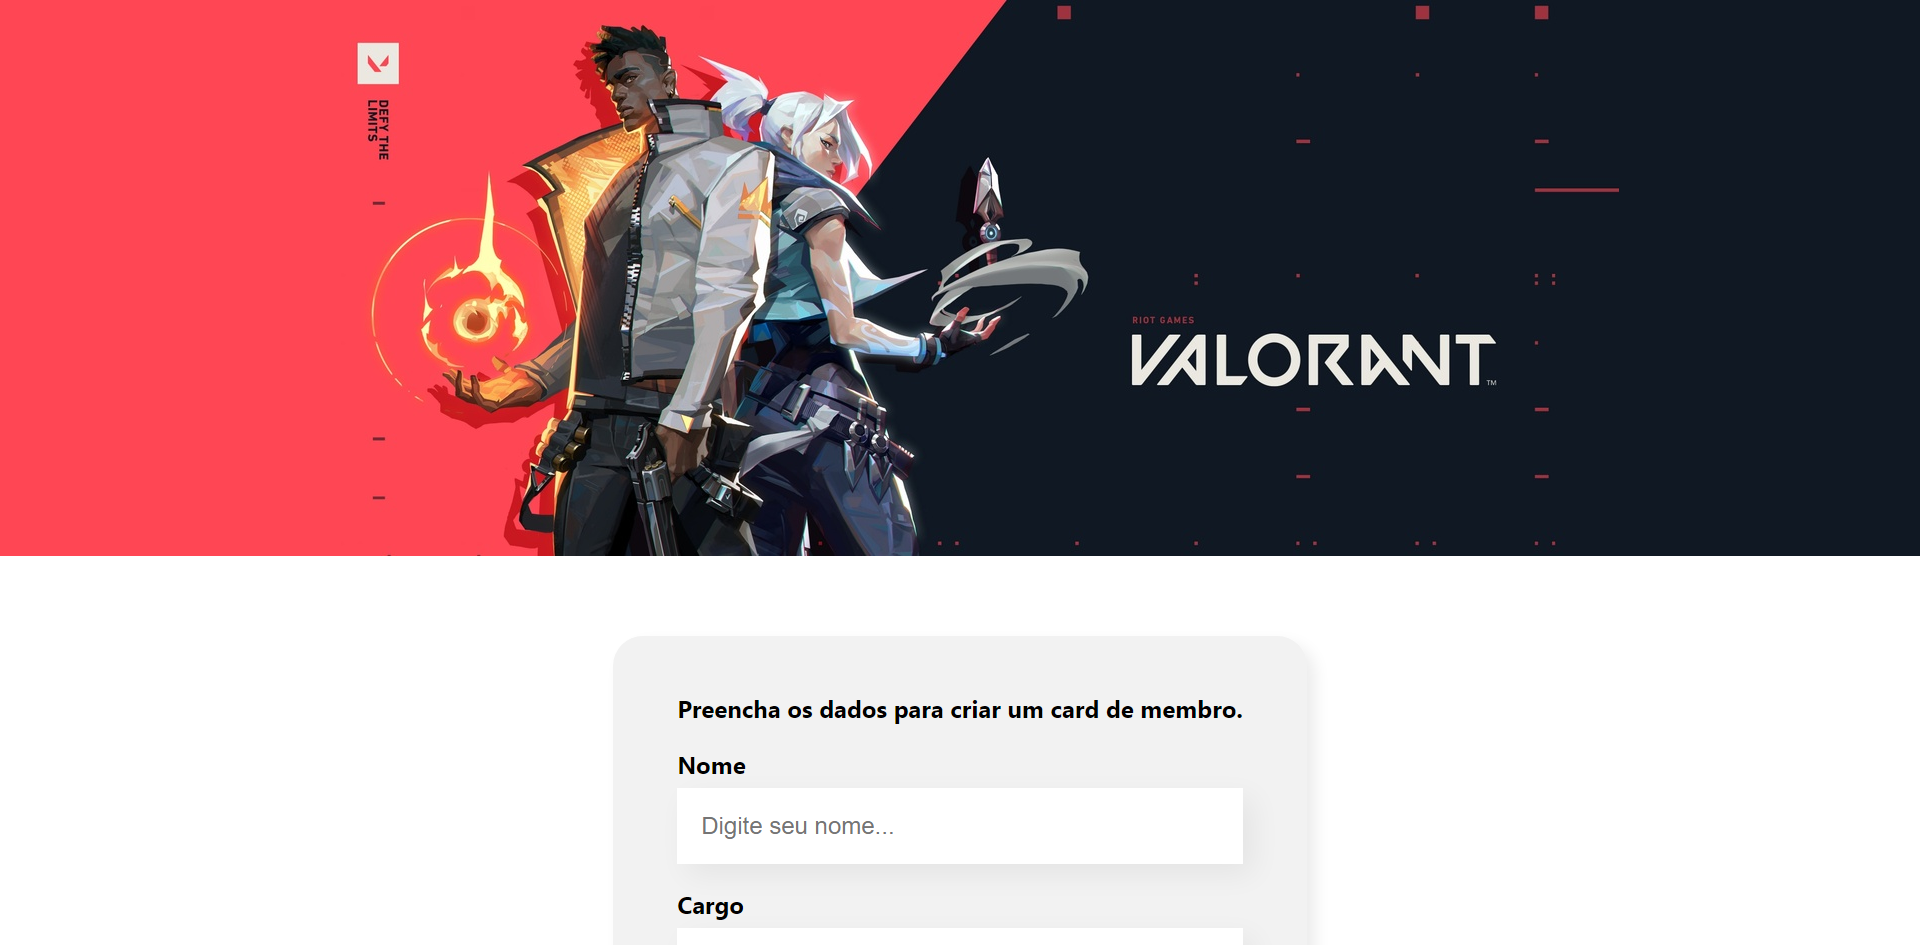 DEFY THE
LIMITS
RIOT GAMES
VALORANT™
Preencha os dados para criar um card de membro.
Nome
Digite seu nome...
Cargo